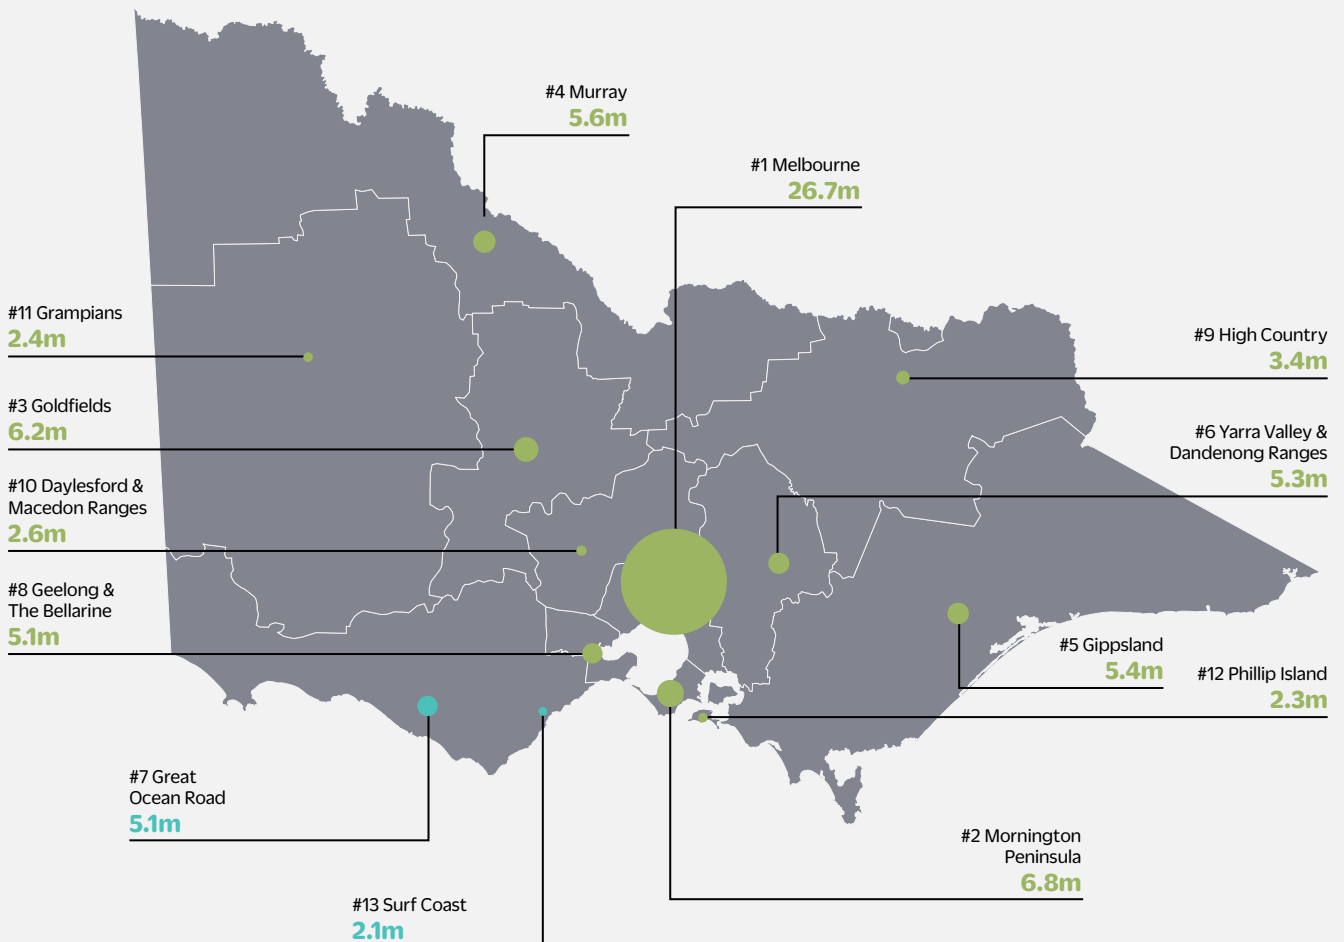 #4 Murray
5.6m
#1 Melbourne
26.7m
#11 Grampians
2.4m
#9 High Country
3.4m
#3 Goldfields
6.2m
#6 Yarra Valley &
Dandenong Ranges
5.3m
#10 Daylesford &
Macedon Ranges
2.6m
#8 Geelong &
The Bellarine
5.1m
#5 Gippsland
5.4m
#12 Phillip Island
2.3m
#7 Great
Ocean Road
5.1m
#2 Mornington
Peninsula
6.8m
#13 Surf Coast
2.1m